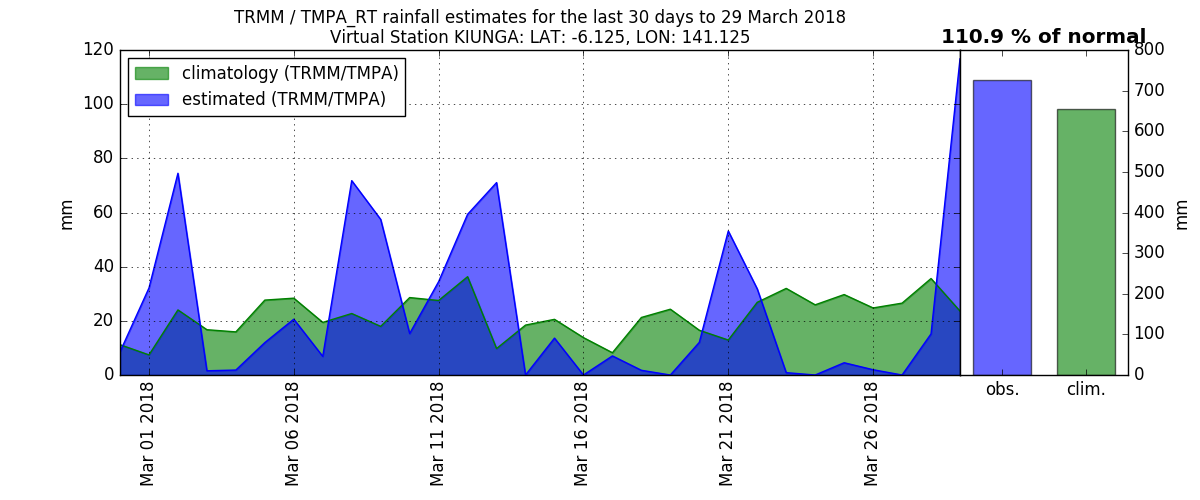 TRMM / TMPA_RT rainfall estimates for the last 30 days to 29 March 2018
Virtual Station KIUNGA: LAT: -6.125, LON: 141.125
110.9 % of normal
climatology (TRMM/TMPA)
estimated (TRMM/TMPA)
120
100
80
60
40
20
0
mm
Mar 01 2018
Mar 06 2018
Mar 11 2018
Mar 16 2018
Mar 21 2018
Mar 26 2018
obs.
clim.
800
700
600
500
400
300
200
100
0
mm